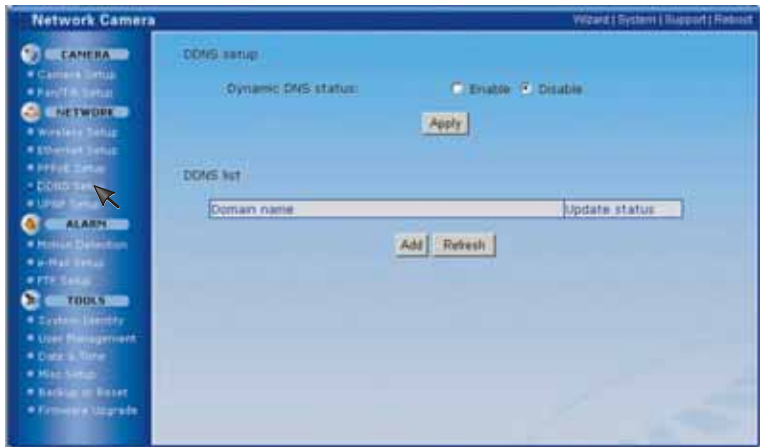 Network Camera
Wizard | System | Support | Reboot
CAMERA
Camera Setup
Pan/Tilt Setup
NETWORK
Wireless Setup
Ethernet Setup
PPPoE Setup
DDNS Setup
UPNP Setup
ALARM
Motion Detection
e-Mail Setup
FTP Setup
TOOLS
System Identity
User Management
Date & Time
Misc Setup
Backup or Reset
Firmware Upgrade
DDNS setup
Dynamic DNS status: Enable Disable
Apply
DDNS list
Domain name Update status
Add Refresh